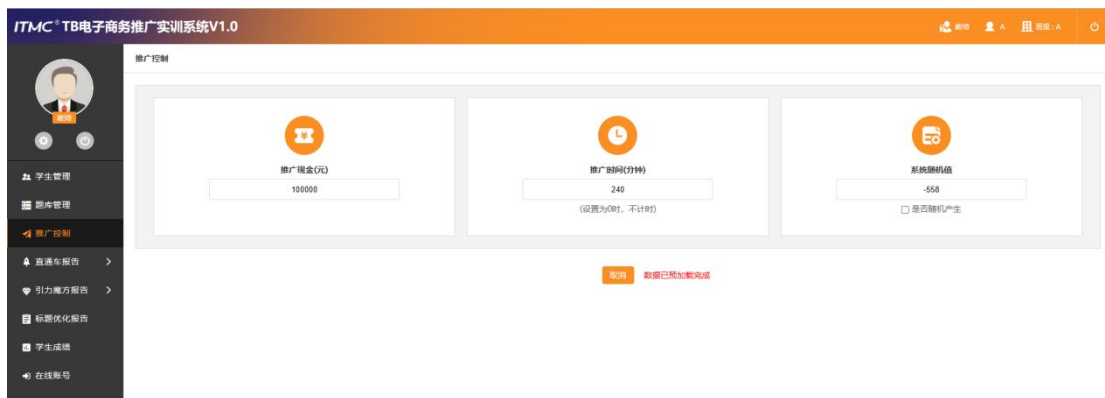 ITMC® TB电子商务推广实训系统V1.0
教师 A 班级:A
推广控制
教师
学生管理
题库管理
推广控制
直通车报告
引力魔方报告
标题优化报告
学生成绩
在线账号
推广现金(元)
100000
推广时间(分钟)
240
(设置为0时，不计时)
系统随机值
-558
是否随机产生
取消 数据已预加载完成